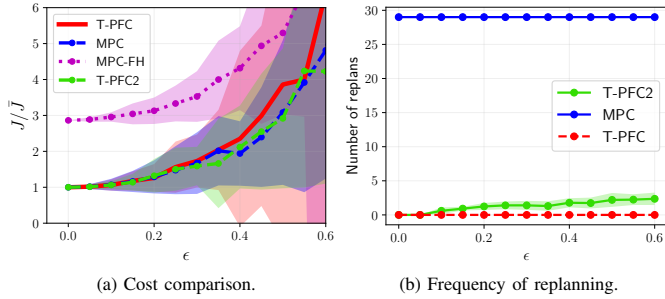 6
5
4
3
2
1
0
J/J̄
0.0
0.2
0.4
0.6
ϵ
T-PFC
MPC
MPC-FH
T-PFC2
(a) Cost comparison.
30
25
20
15
10
5
0
Number of replans
0.0
0.2
0.4
0.6
ϵ
T-PFC2
MPC
T-PFC
(b) Frequency of replanning.